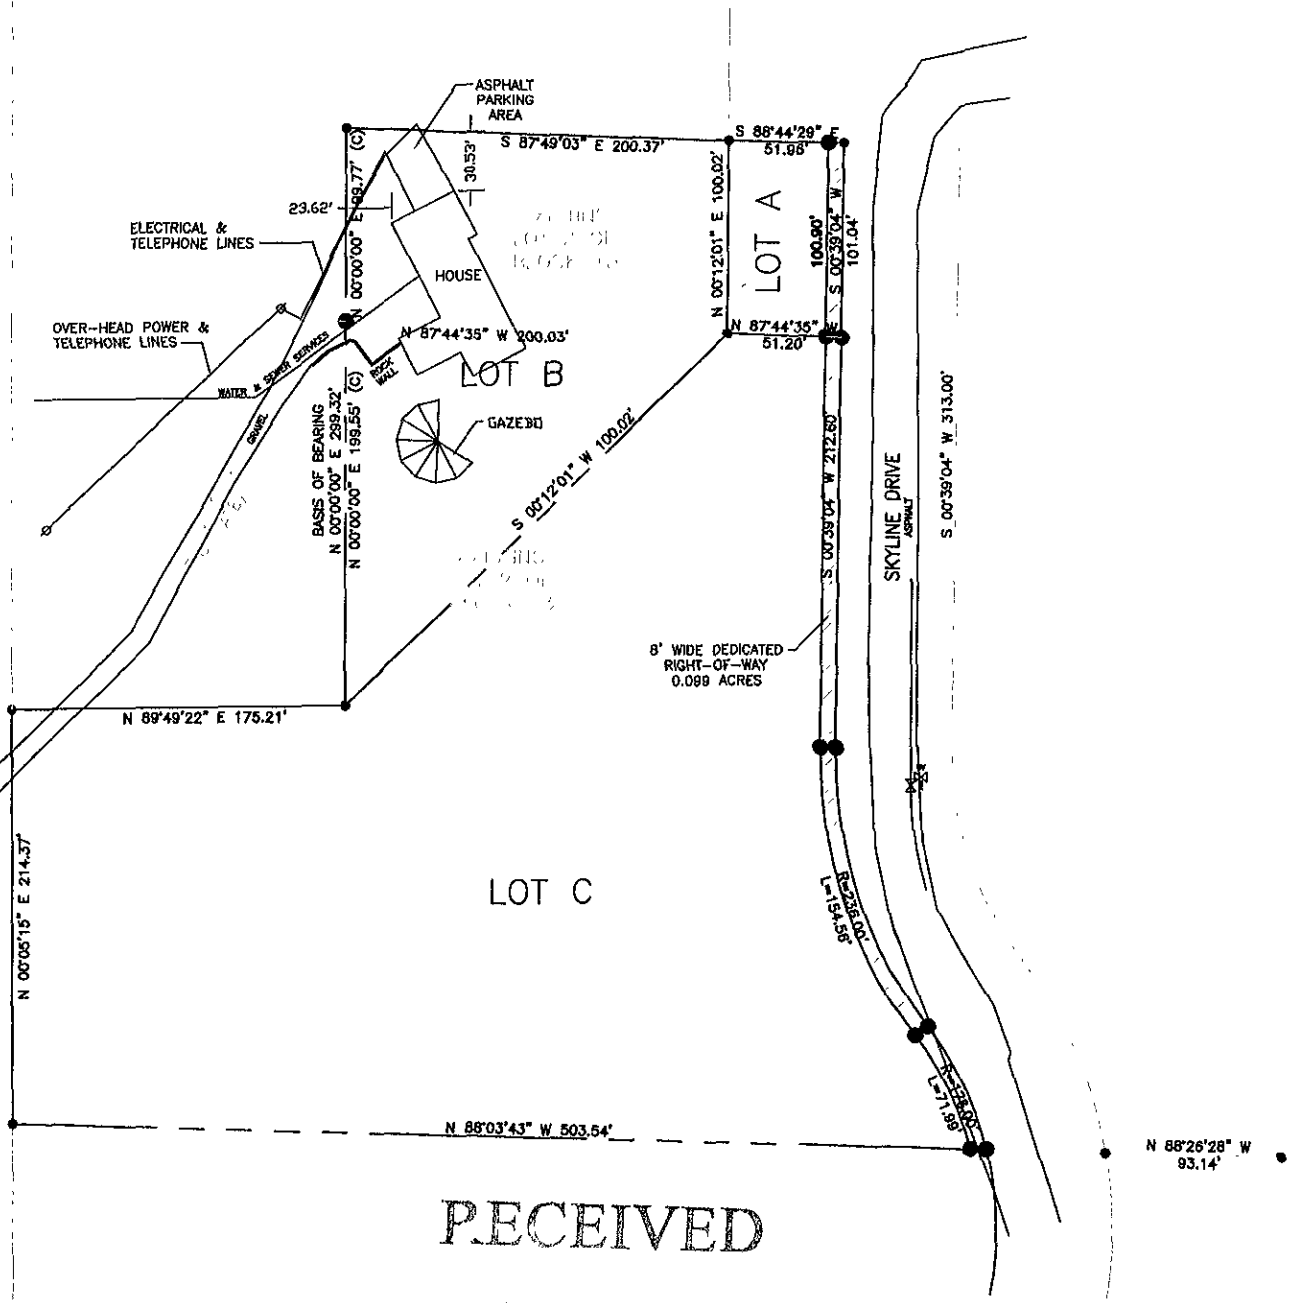 ASPHALT
PARKING
AREA
S 88°44'29" E
51.96'
S 87°49'03" E 200.37'
30.53'
23.62'
N 00°00'00" E 99.77' (C)
N 00°12'01" E 100.02'
LOT A
100.90'
S 00°39'04" W
101.04'
ELECTRICAL &
TELEPHONE LINES
HOUSE
OVER-HEAD POWER &
TELEPHONE LINES
N 87°44'35" W 200.03'
N 87°44'35" W
51.20'
WATER & SEWER SERVICES
ROCK
WALL
LOT B
GRAVEL
GAZEBO
BASIS OF BEARING
N 00°00'00" E 299.32'
N 00°00'00" E 199.55' (C)
S 00°12'01" W 100.02'
S 00°39'04" W 212.60'
SKYLINE DRIVE
ASPHALT
S 00°39'04" W 313.00'
8' WIDE DEDICATED
RIGHT-OF-WAY
0.099 ACRES
N 89°49'22" E 175.21'
N 00°05'15" E 214.37'
LOT C
R=236.00'
L=154.56'
R=178.00'
L=71.99'
N 88°03'43" W 503.54'
N 88°26'28" W
93.14'
RECEIVED